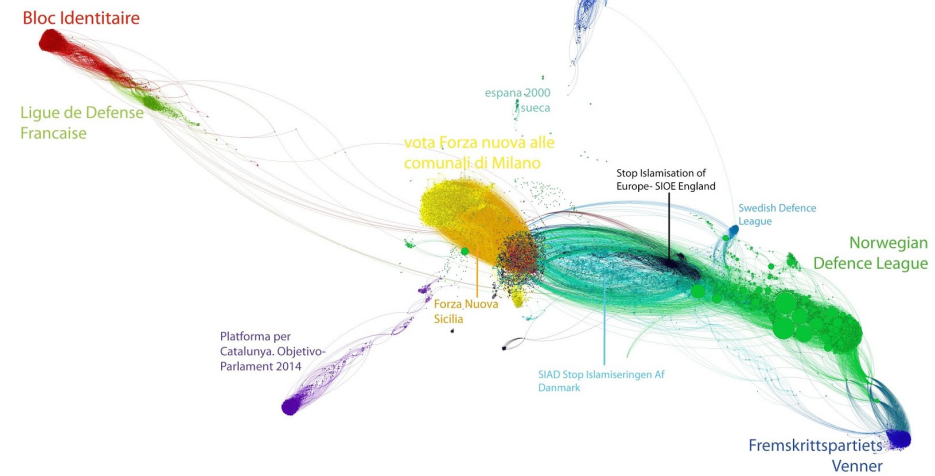 Bloc Identitaire
Ligue de Defense
Francaise
espana 2000
sueca
vota Forza nuova alle
comunali di Milano
Stop Islamisation of
Europe- SIOE England
Swedish Defence
League
Norwegian
Defence League
Forza Nuova
Sicilia
Platforma per
Catalunya. Objetivo-
Parlament 2014
SIAD Stop Islamiseringen Af
Danmark
Fremskrittspartiets
Venner